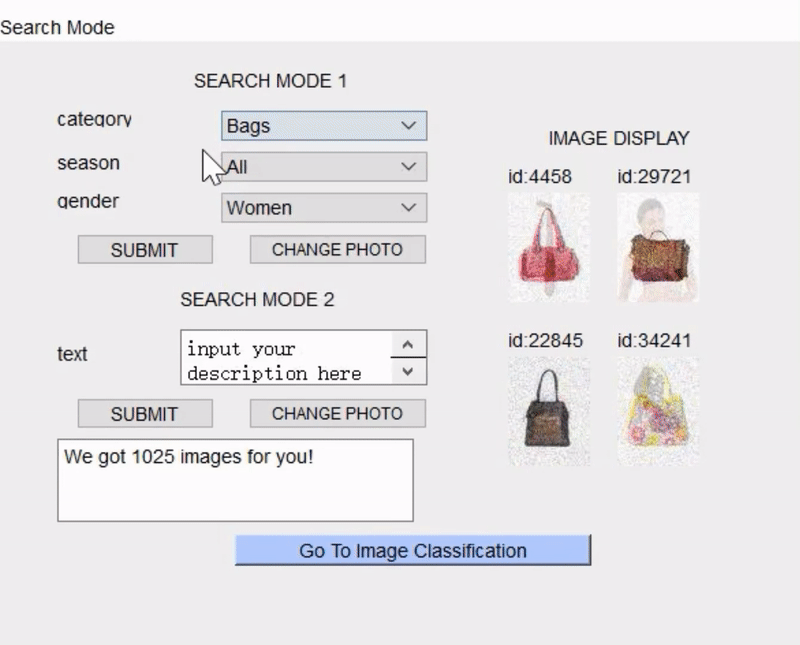 Search Mode
SEARCH MODE 1
category
Bags
season
All
gender
Women
SUBMIT
CHANGE PHOTO
SEARCH MODE 2
text
input your
description here
SUBMIT
CHANGE PHOTO
We got 1025 images for you!
Go To Image Classification
IMAGE DISPLAY
id:4458
id:29721
id:22845
id:34241